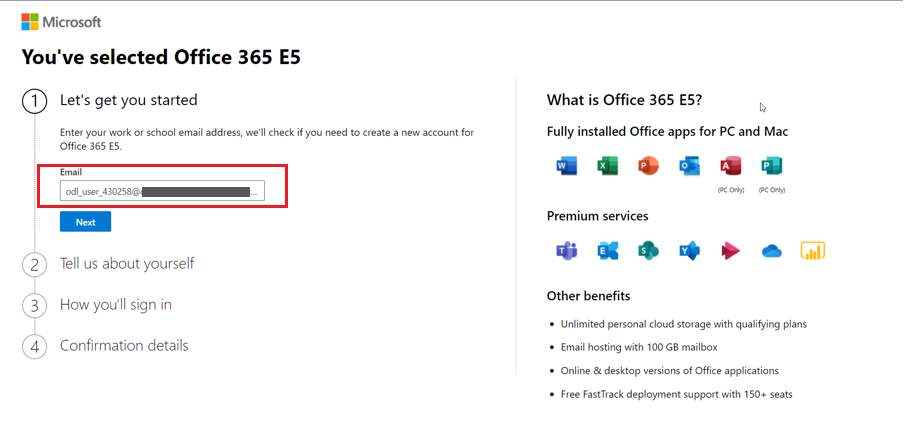 Microsoft
You've selected Office 365 E5
1 Let's get you started
Enter your work or school email address, we'll check if you need to create a new account for
Office 365 E5.
Email
odl_user_430258@ ...
Next
2 Tell us about yourself
3 How you'll sign in
4 Confirmation details
What is Office 365 E5?
Fully installed Office apps for PC and Mac
W X P O A P
(PC Only) (PC Only)
Premium services
T E S Y
Other benefits
• Unlimited personal cloud storage with qualifying plans
• Email hosting with 100 GB mailbox
• Online & desktop versions of Office applications
• Free FastTrack deployment support with 150+ seats